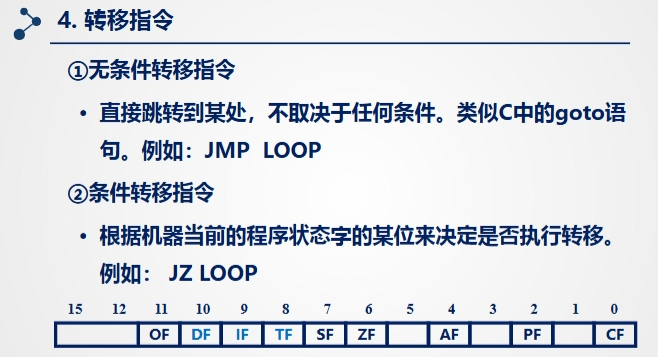 4. 转移指令
①无条件转移指令
• 直接跳转到某处，不取决于任何条件。类似C中的goto语
句。例如：JMP LOOP
②条件转移指令
• 根据机器当前的程序状态字的某位来决定是否执行转移。
例如： JZ LOOP
15 12 11 10 9 8 7 6 5 4 3 2 1 0
OF DF IF TF SF ZF AF PF CF